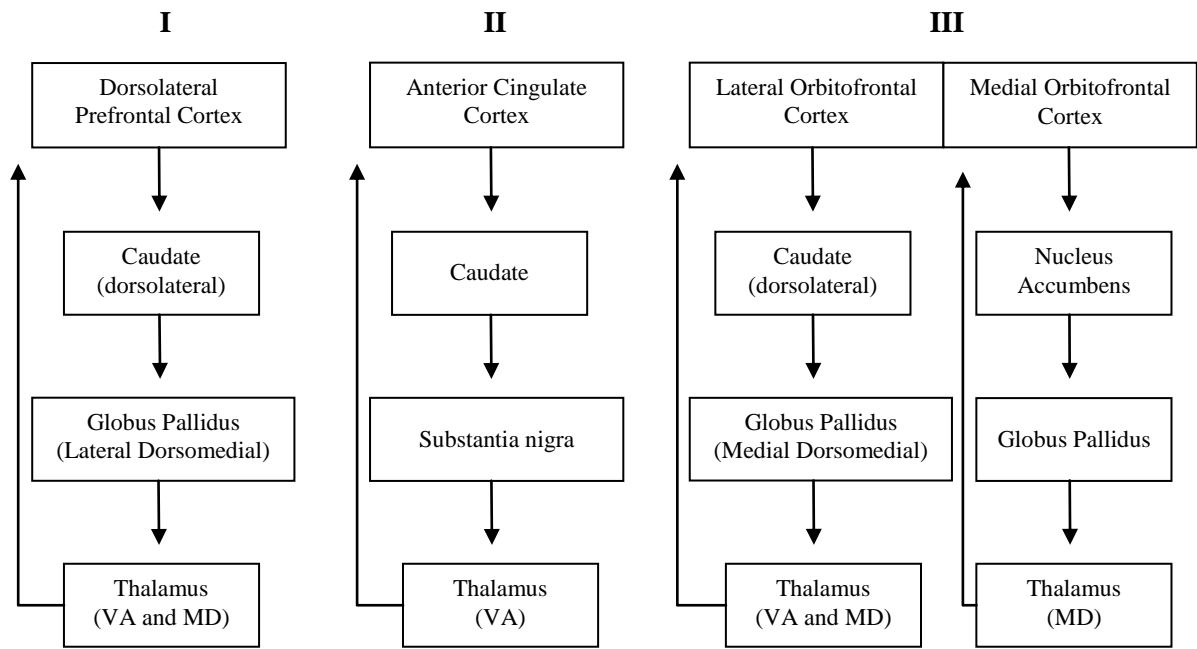 I
II
III
Dorsolateral
Prefrontal Cortex
Anterior Cingulate
Cortex
Lateral Orbitofrontal
Cortex
Medial Orbitofrontal
Cortex
Caudate
(dorsolateral)
Caudate
Caudate
(dorsolateral)
Nucleus
Accumbens
Globus Pallidus
(Lateral Dorsomedial)
Substantia nigra
Globus Pallidus
(Medial Dorsomedial)
Globus Pallidus
Thalamus
(VA and MD)
Thalamus
(VA)
Thalamus
(VA and MD)
Thalamus
(MD)